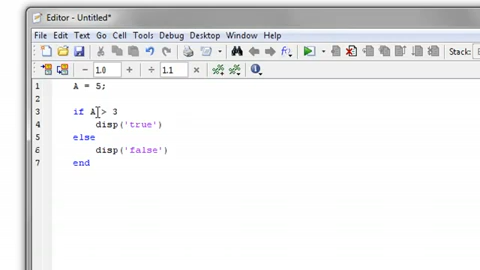 Editor - Untitled*
File Edit Text Go Cell Tools Debug Desktop Window Help
Stack:
- 1.0 + ÷ 1.1 ×
1 A = 5;
2
3 if A > 3
4 disp('true')
5 else
6 disp('false')
7 end